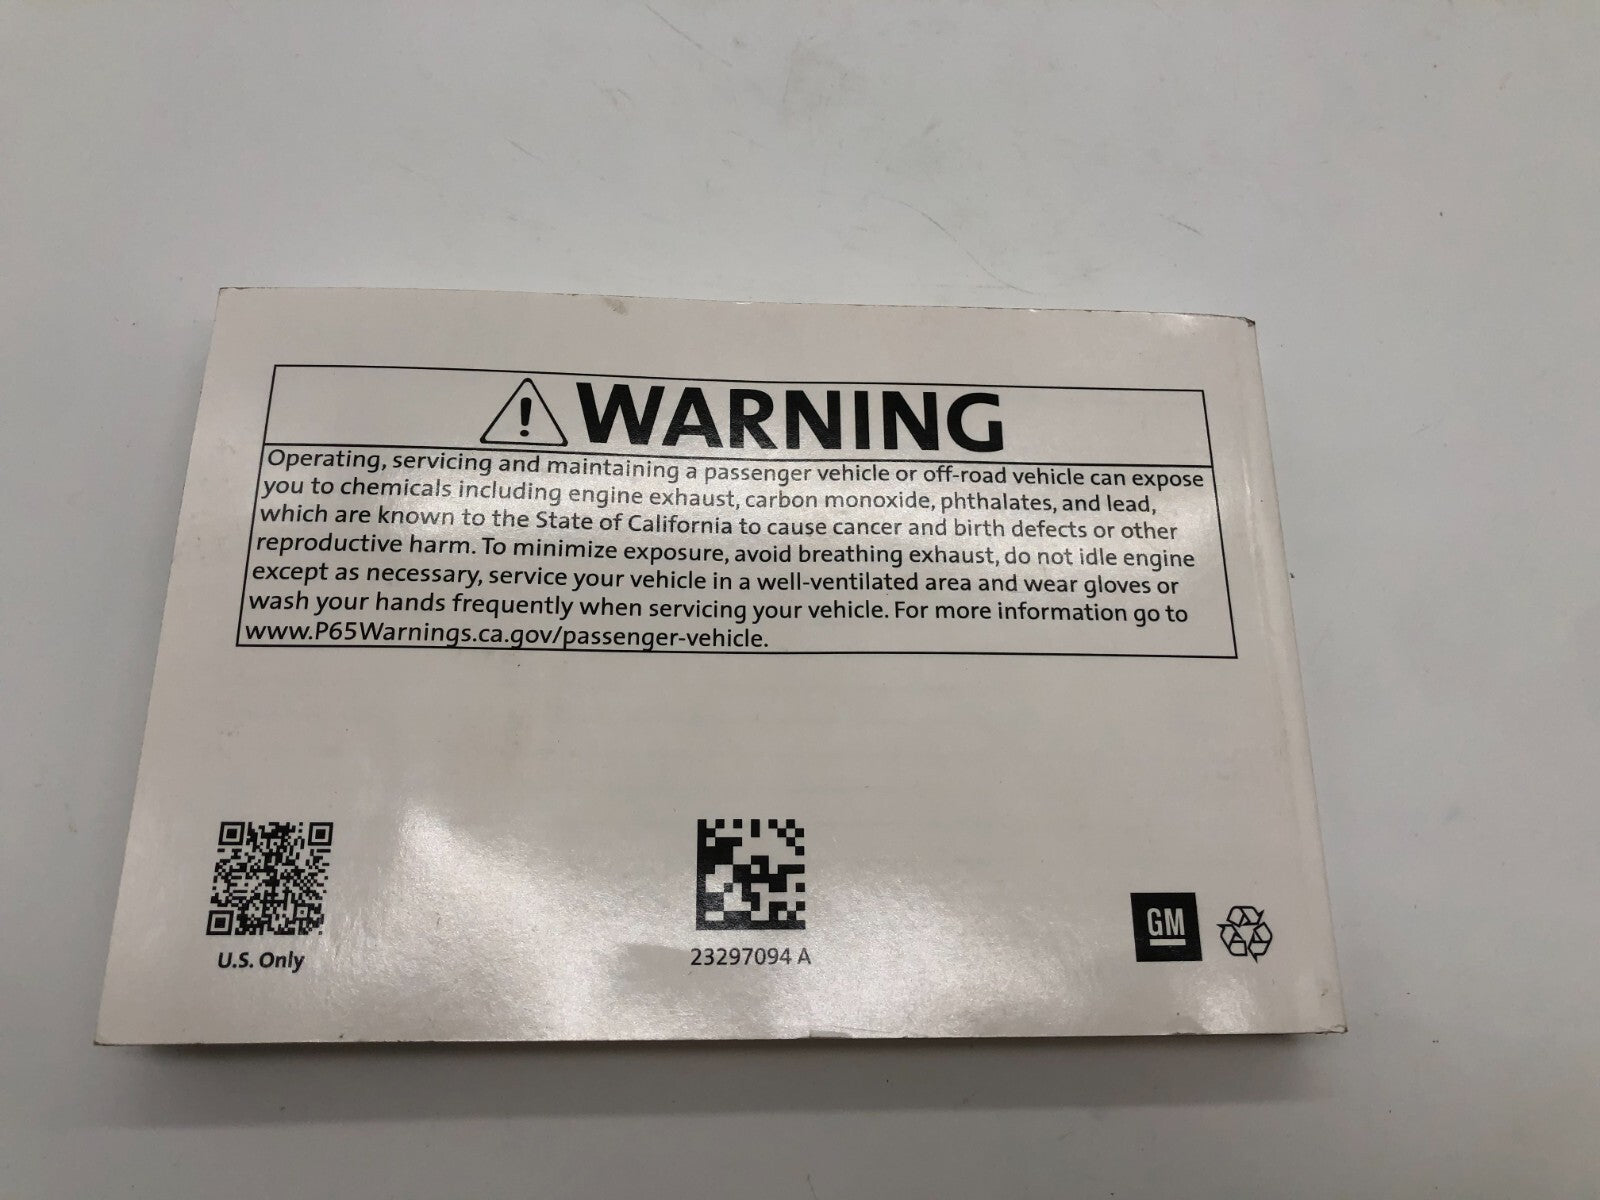 WARNING
Operating, servicing and maintaining a passenger vehicle or off-road vehicle can expose
you to chemicals including engine exhaust, carbon monoxide, phthalates, and lead,
which are known to the State of California to cause cancer and birth defects or other
reproductive harm. To minimize exposure, avoid breathing exhaust, do not idle engine
except as necessary, service your vehicle in a well-ventilated area and wear gloves or
wash your hands frequently when servicing your vehicle. For more information go to
www.P65Warnings.ca.gov/passenger-vehicle.
U.S. Only
23297094 A
GM